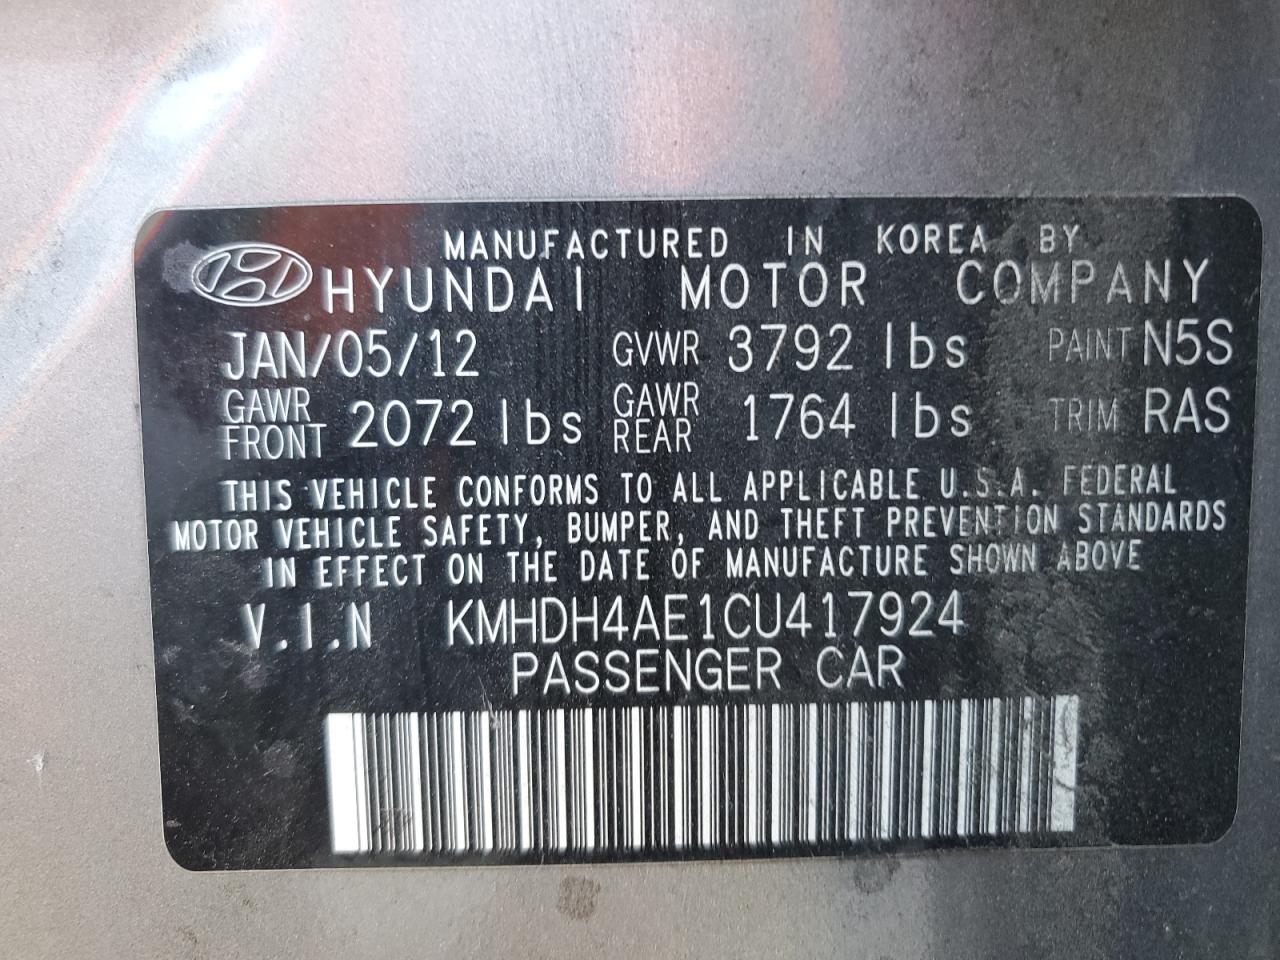 MANUFACTURED IN KOREA BY
HYUNDAI MOTOR COMPANY
JAN/05/12 GVWR 3792 lbs PAINT N5S
GAWR FRONT 2072 lbs GAWR REAR 1764 lbs TRIM RAS
THIS VEHICLE CONFORMS TO ALL APPLICABLE U.S.A. FEDERAL
MOTOR VEHICLE SAFETY, BUMPER, AND THEFT PREVENTION STANDARDS
IN EFFECT ON THE DATE OF MANUFACTURE SHOWN ABOVE
V.I.N KMHDH4AE1CU417924
PASSENGER CAR